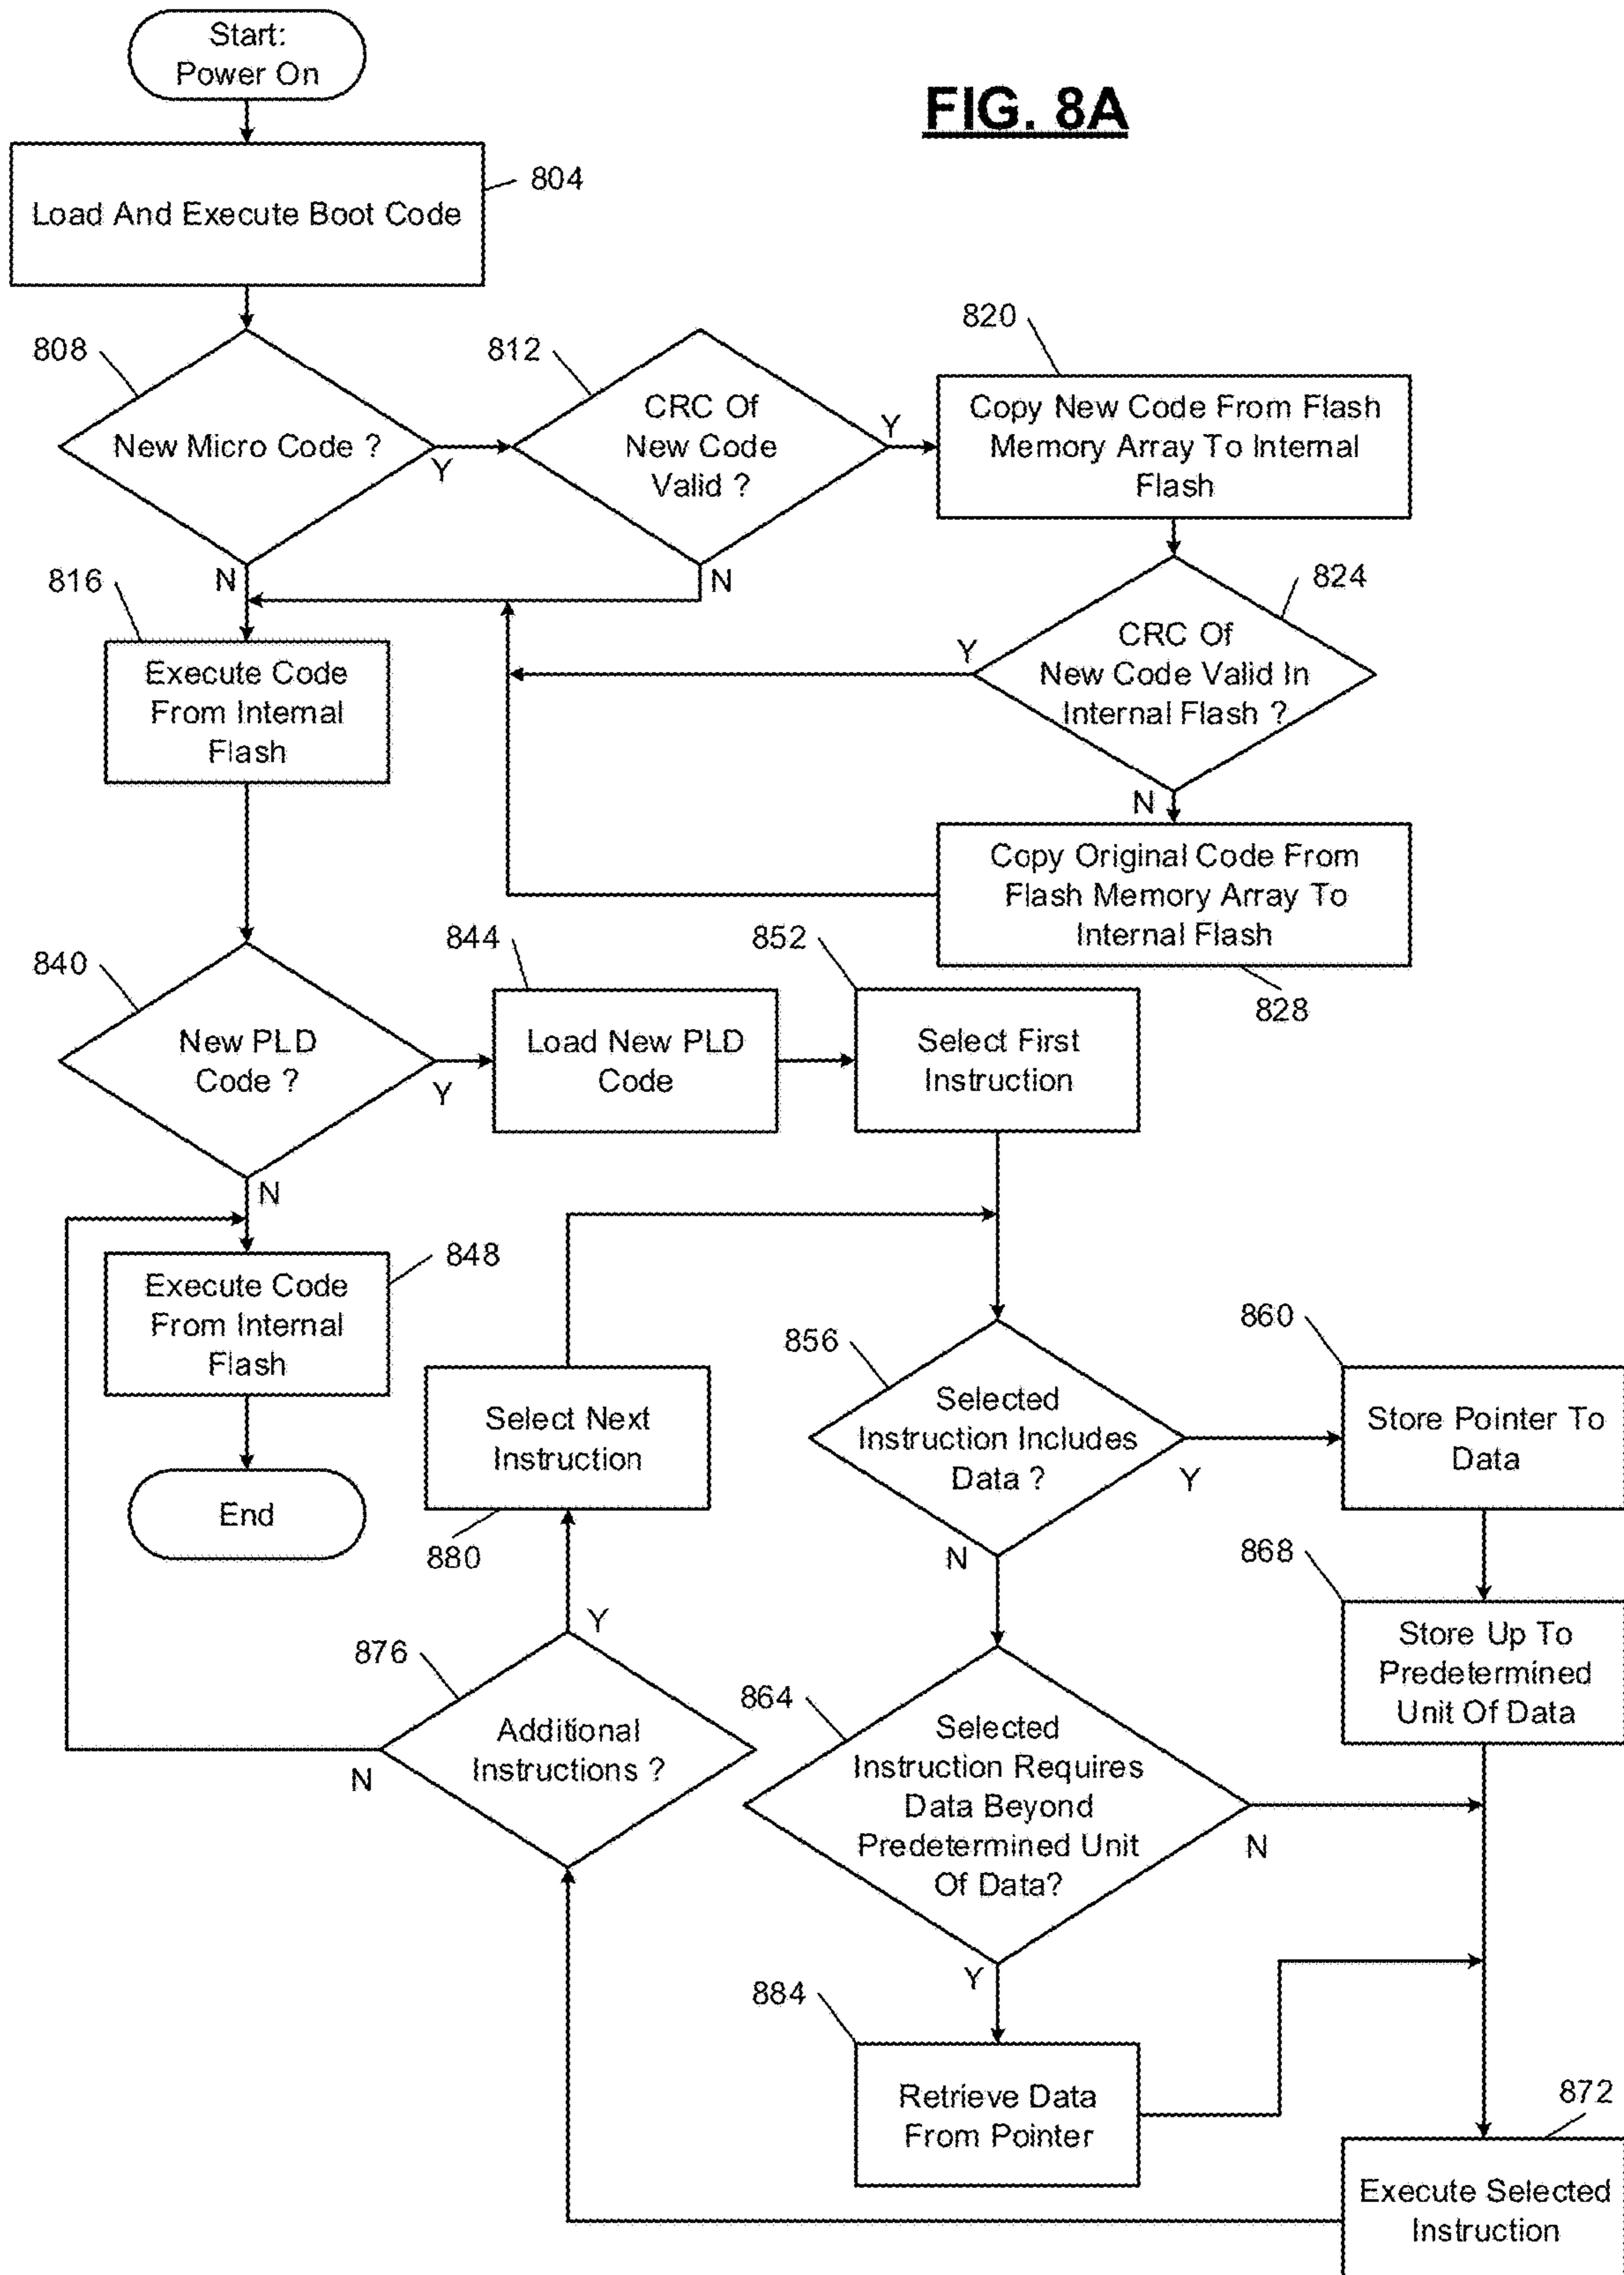 Start:
Power On
FIG. 8A
804
Load And Execute Boot Code
808
812
820
New Micro Code ?
Y
CRC Of
New Code
Valid ?
Y
Copy New Code From Flash
Memory Array To Internal
Flash
N
N
816
824
Execute Code
From Internal
Flash
Y
CRC Of
New Code Valid In
Internal Flash ?
N
Copy Original Code From
Flash Memory Array To
Internal Flash
828
840
844
852
New PLD
Code ?
Y
Load New PLD
Code
Select First
Instruction
N
848
Execute Code
From Internal
Flash
End
Select Next
Instruction
880
856
Selected
Instruction Includes
Data ?
Y
N
860
Store Pointer To
Data
868
Store Up To
Predetermined
Unit Of Data
876
Y
Additional
Instructions ?
N
864
Selected
Instruction Requires
Data Beyond
Predetermined Unit
Of Data?
N
Y
884
Retrieve Data
From Pointer
872
Execute Selected
Instruction